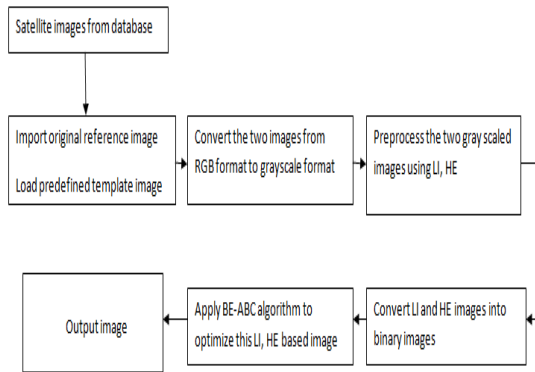 Satellite images from database
Import original reference image
Load predefined template image
Convert the two images from
RGB format to grayscale format
Preprocess the two gray scaled
images using LI, HE
Convert LI and HE images into
binary images
Apply BE-ABC algorithm to
optimize this LI, HE based image
Output image